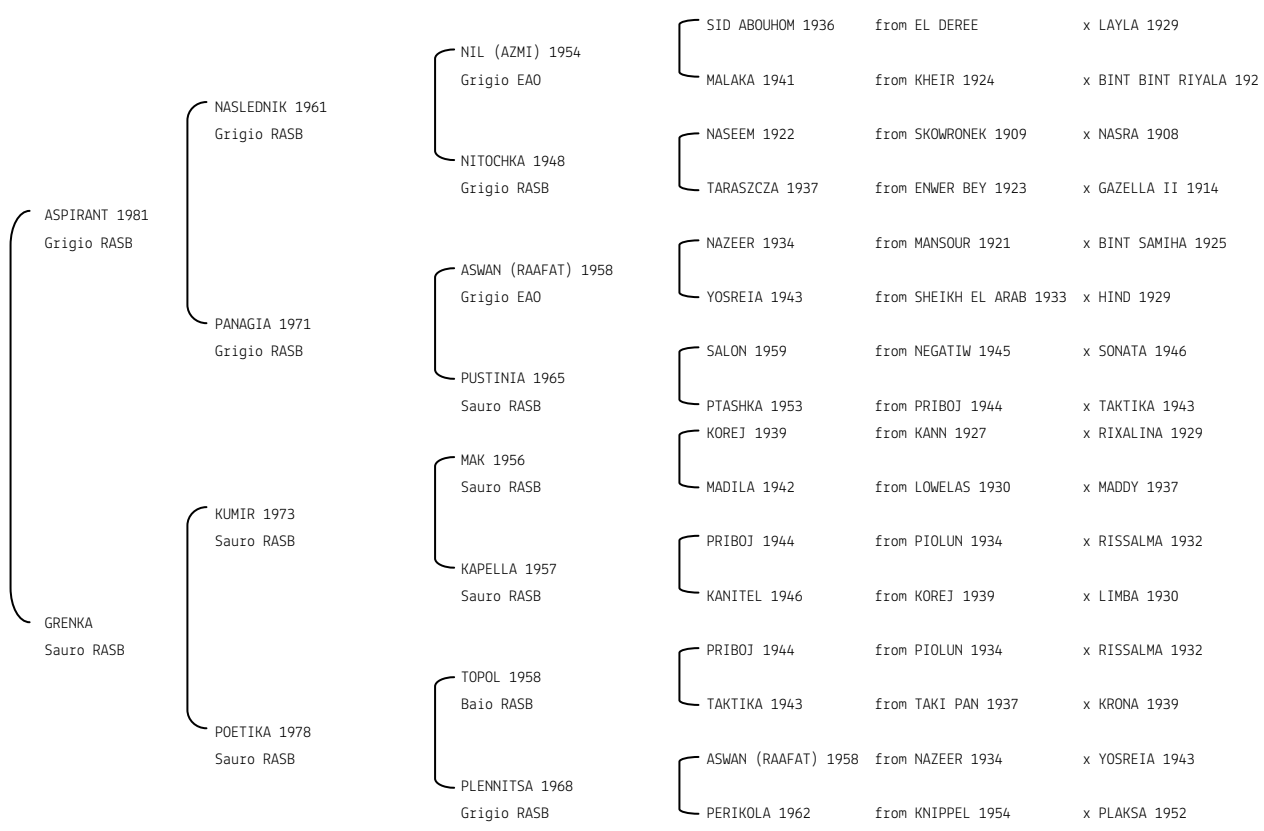 SID ABOUHOM 1936 from EL DEREE x LAYLA 1929
NIL (AZMI) 1954
Grigio EAO
MALAKA 1941 from KHEIR 1924 x BINT BINT RIYALA 192
NASLEDNIK 1961
Grigio RASB
NASEEM 1922 from SKOWRONEK 1909 x NASRA 1908
NITOCHKA 1948
Grigio RASB
TARASZCZA 1937 from ENWER BEY 1923 x GAZELLA II 1914
ASPIRANT 1981
Grigio RASB
NAZEER 1934 from MANSOUR 1921 x BINT SAMIHA 1925
ASWAN (RAAFAT) 1958
Grigio EAO
YOSREIA 1943 from SHEIKH EL ARAB 1933 x HIND 1929
PANAGIA 1971
Grigio RASB
SALON 1959 from NEGATIW 1945 x SONATA 1946
PUSTINIA 1965
Sauro RASB
PTASHKA 1953 from PRIBOJ 1944 x TAKTIKA 1943
KOREJ 1939 from KANN 1927 x RIXALINA 1929
MAK 1956
Sauro RASB
MADILA 1942 from LOWELAS 1930 x MADDY 1937
KUMIR 1973
Sauro RASB
PRIBOJ 1944 from PIOLUN 1934 x RISSALMA 1932
KAPELLA 1957
Sauro RASB
KANITEL 1946 from KOREJ 1939 x LIMBA 1930
GRENKA
Sauro RASB
PRIBOJ 1944 from PIOLUN 1934 x RISSALMA 1932
TOPOL 1958
Baio RASB
TAKTIKA 1943 from TAKI PAN 1937 x KRONA 1939
POETIKA 1978
Sauro RASB
ASWAN (RAAFAT) 1958 from NAZEER 1934 x YOSREIA 1943
PLENNITSA 1968
Grigio RASB
PERIKOLA 1962 from KNIPPEL 1954 x PLAKSA 1952